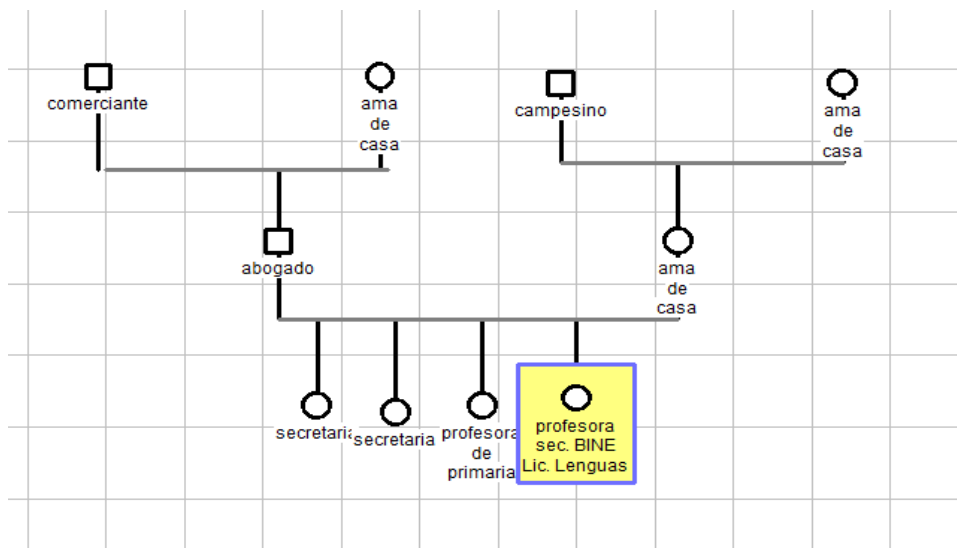 comerciante
ama
de
casa
campesino
ama
de
casa
abogado
ama
de
casa
secretaria
secretaria
profesora
de
primaria
profesora
sec. BINE
Lic. Lenguas